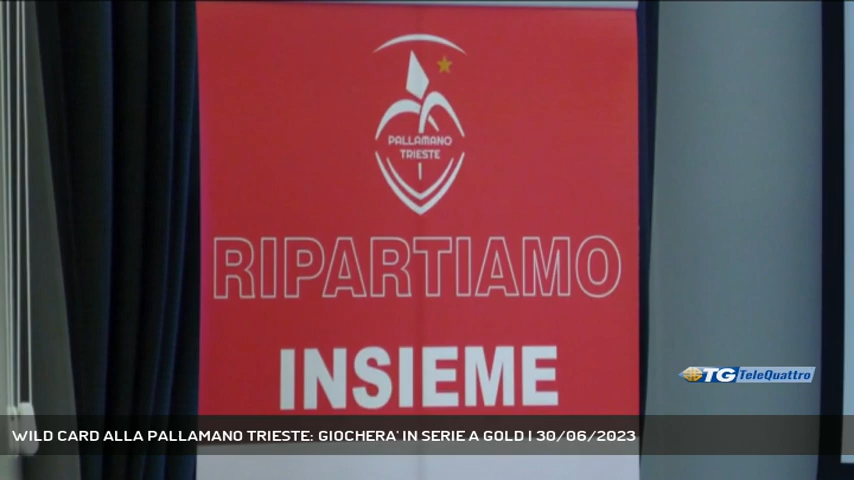 PALLAMANO
TRIESTE
RIPARTIAMO
INSIEME
TG TeleQuattro
WILD CARD ALLA PALLAMANO TRIESTE: GIOCHERA' IN SERIE A GOLD | 30/06/2023